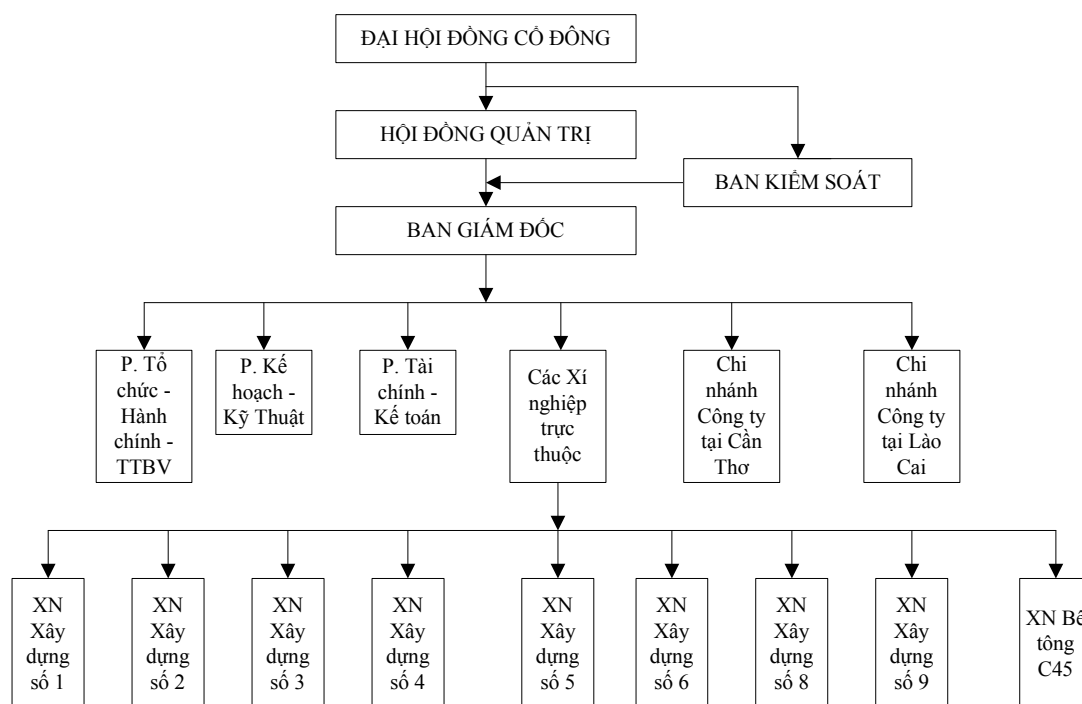 ĐẠI HỘI ĐỒNG CỔ ĐÔNG
HỘI ĐỒNG QUẢN TRỊ
BAN KIỂM SOÁT
BAN GIÁM ĐỐC
P. Tổ
chức -
Hành
chính -
TTBV
P. Kế
hoạch -
Kỹ Thuật
P. Tài
chính -
Kế toán
Các Xí
nghiệp
trực
thuộc
Chi
nhánh
Công ty
tại Cần
Thơ
Chi
nhánh
Công ty
tại Lào
Cai
XN
Xây
dựng
số 1
XN
Xây
dựng
số 2
XN
Xây
dựng
số 3
XN
Xây
dựng
số 4
XN
Xây
dựng
số 5
XN
Xây
dựng
số 6
XN
Xây
dựng
số 8
XN
Xây
dựng
số 9
XN Bê
tông
C45